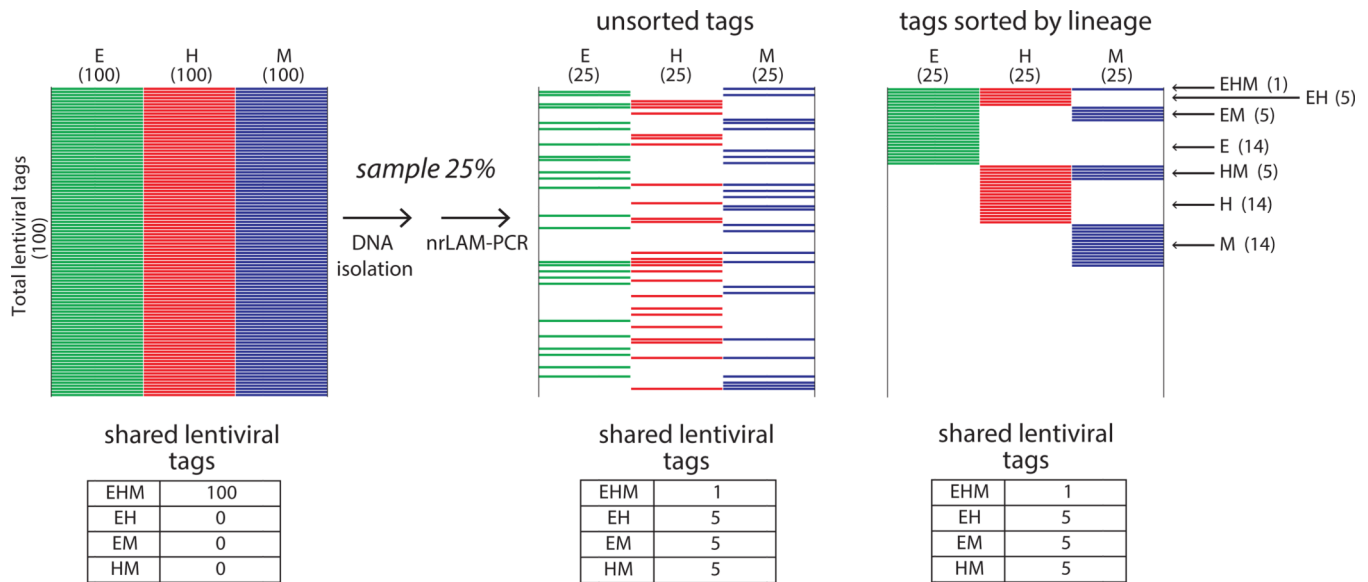 E
(100)
H
(100)
M
(100)
Total lentiviral tags
(100)
sample 25%
DNA
isolation
nrLAM-PCR
unsorted tags
E
(25)
H
(25)
M
(25)
tags sorted by lineage
E
(25)
H
(25)
M
(25)
EHM (1)
EH (5)
EM (5)
E (14)
HM (5)
H (14)
M (14)
shared lentiviral
tags
EHM 100
EH 0
EM 0
HM 0
shared lentiviral
tags
EHM 1
EH 5
EM 5
HM 5
shared lentiviral
tags
EHM 1
EH 5
EM 5
HM 5